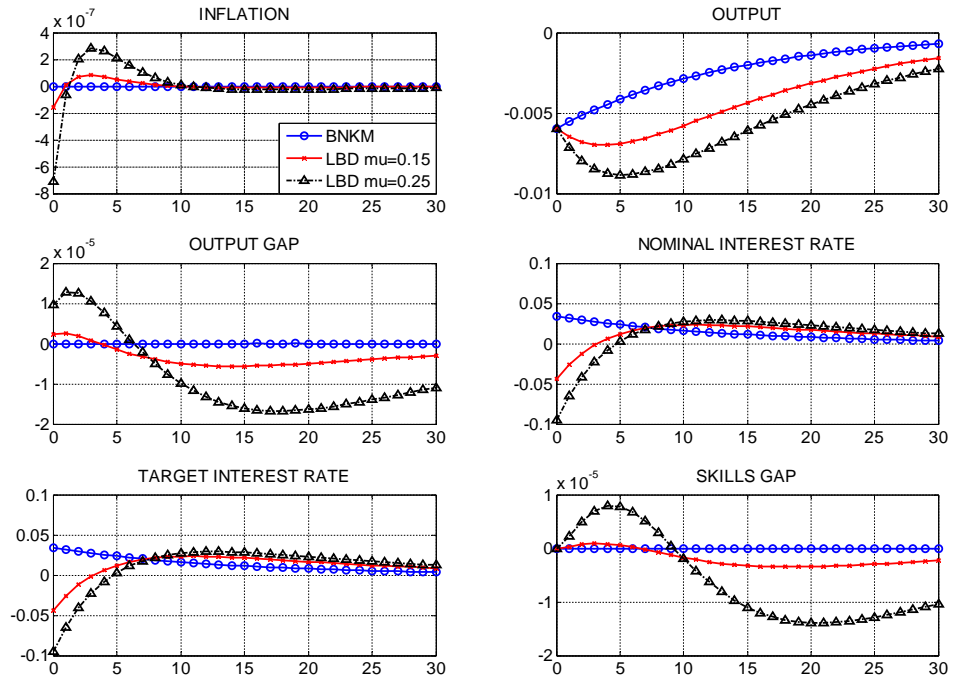 INFLATION
x 10^-7
4
2
0
-2
-4
-6
-8
0 5 10 15 20 25 30
BNKM
LBD mu=0.15
LBD mu=0.25
OUTPUT
0
-0.005
-0.01
0 5 10 15 20 25 30
OUTPUT GAP
x 10^-5
2
1
0
-1
-2
0 5 10 15 20 25 30
NOMINAL INTEREST RATE
0.1
0.05
0
-0.05
-0.1
0 5 10 15 20 25 30
TARGET INTEREST RATE
0.1
0.05
0
-0.05
-0.1
0 5 10 15 20 25 30
SKILLS GAP
x 10^-5
1
0
-1
-2
0 5 10 15 20 25 30